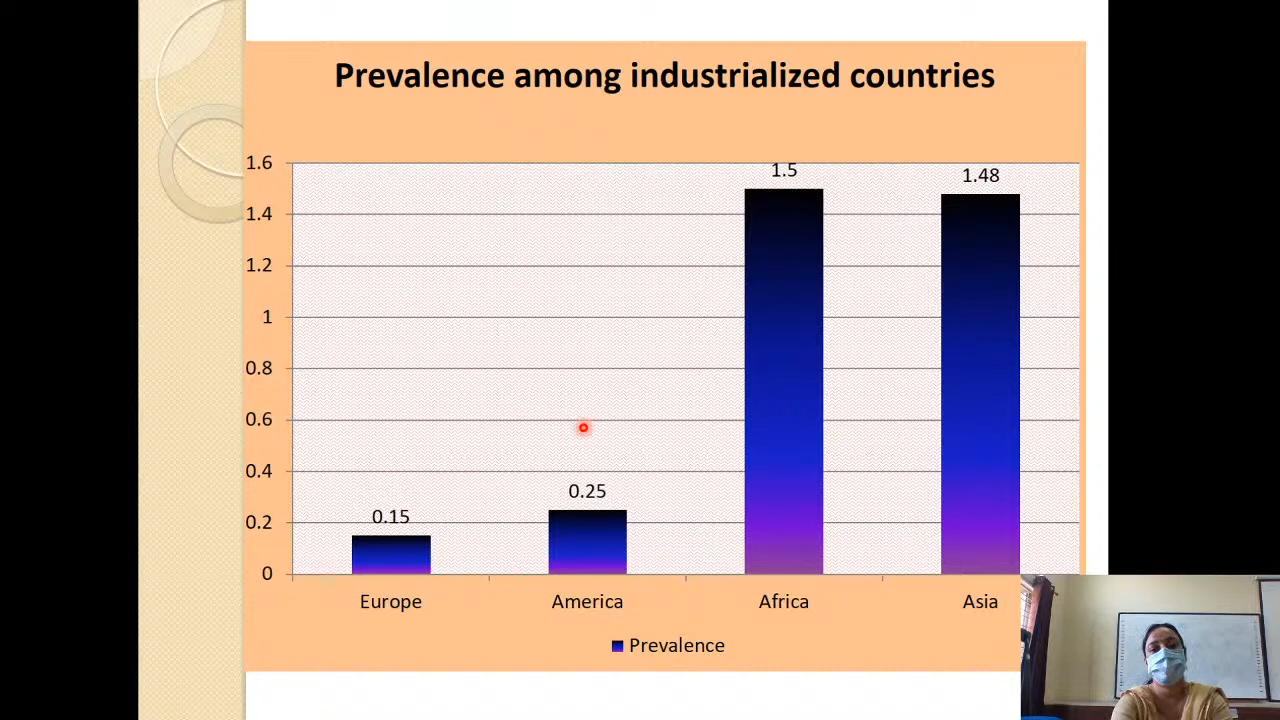 Prevalence among industrialized countries
1.6
1.4
1.2
1
0.8
0.6
0.4
0.2
0
0.15
0.25
1.5
1.48
Europe
America
Africa
Asia
Prevalence